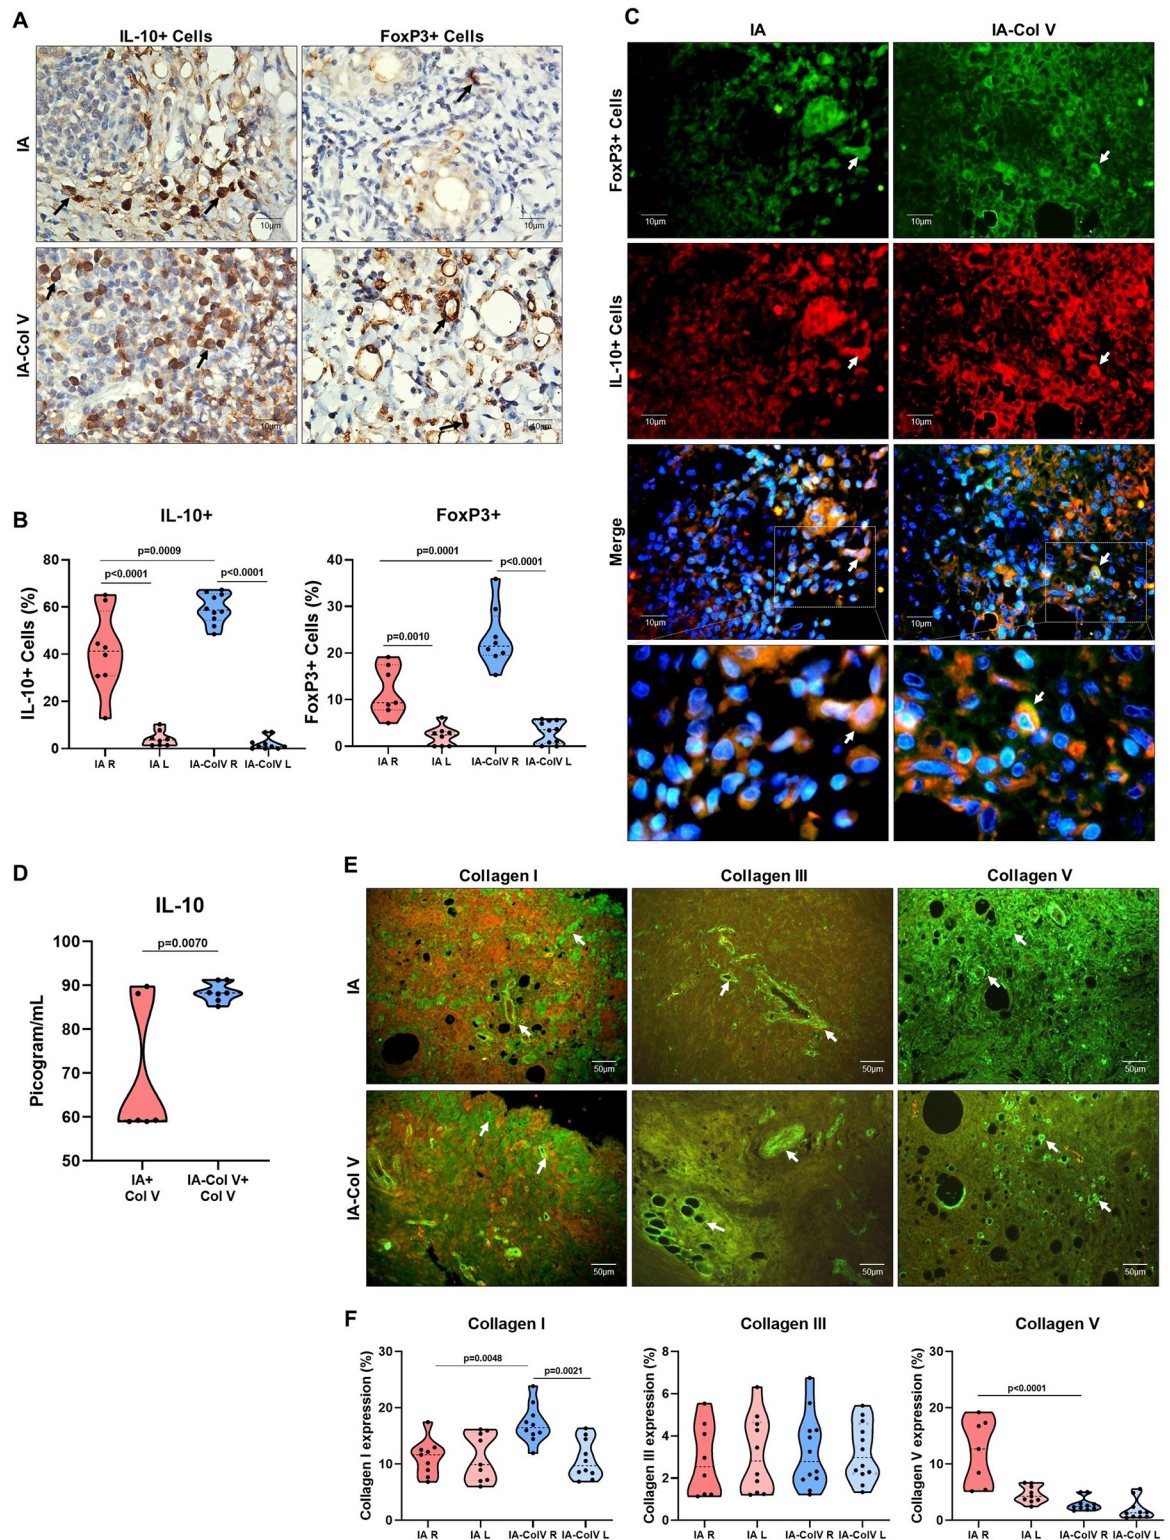 A
IL-10+ Cells
FoxP3+ Cells
IA
10μm
10μm
IA-Col V
10μm
10μm
B
IL-10+
FoxP3+
IL-10+ Cells (%)
80
60
40
20
0
p=0.0009
p<0.0001
p<0.0001
IA R
IA L
IA-ColV R
IA-ColV L
FoxP3+ Cells (%)
40
30
20
10
0
p=0.0001
p<0.0001
p=0.0010
IA R
IA L
IA-ColV R
IA-ColV L
C
IA
IA-Col V
FoxP3+ Cells
10μm
10μm
IL-10+ Cells
10μm
10μm
Merge
10μm
10μm
D
IL-10
Picogram/mL
100
90
80
70
60
50
p=0.0070
IA+
Col V
IA-Col V+
Col V
E
Collagen I
Collagen III
Collagen V
IA
50μm
50μm
50μm
IA-Col V
50μm
50μm
50μm
F
Collagen I
Collagen III
Collagen V
Collagen I expression (%)
30
20
10
0
p=0.0048
p=0.0021
IA R
IA L
IA-ColV R
IA-ColV L
Collagen III expression (%)
8
6
4
2
0
IA R
IA L
IA-ColV R
IA-ColV L
Collagen V expression (%)
30
20
10
0
p<0.0001
IA R
IA L
IA-ColV R
IA-ColV L